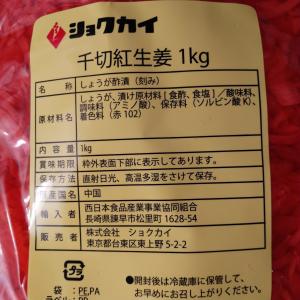 ショクカイ
千切紅生姜 1kg
名称 しょうが酢漬（刻み）
原材料名 しょうが、漬け原材料［食酢、食塩］／酸味料、
調味料（アミノ酸）、保存料（ソルビン酸K）、
着色料（赤102）
内容量 1kg
賞味期限 枠外表面下部に表示してあります。
保存方法 直射日光、高温多湿をさけて保存。
原産国名 中国
輸入者 西日本食品産業事業協同組合
長崎県諫早市松里町 1628-54
販売者 株式会社 ショクカイ
東京都台東区東上野 5-2-2
プラ
袋：PE,PA
●開封後は冷蔵庫に保管して、
お早めにお召し上がりください。